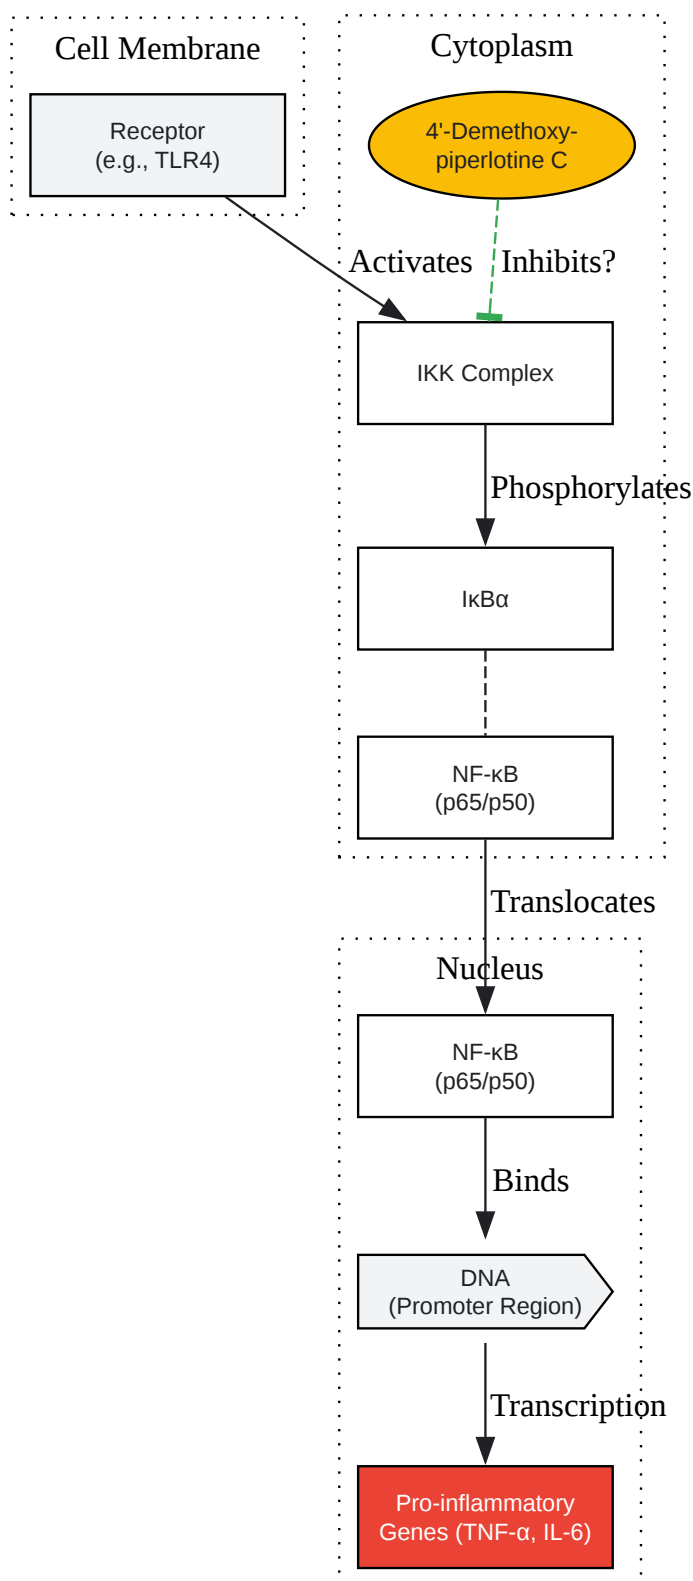 Cell Membrane
Cytoplasm
Receptor
(e.g., TLR4)
4'-Demethoxy-
piperlotine C
Activates
Inhibits?
IKK Complex
Phosphorylates
IκBα
NF-κB
(p65/p50)
Translocates
Nucleus
NF-κB
(p65/p50)
Binds
DNA
(Promoter Region)
Transcription
Pro-inflammatory
Genes (TNF-α, IL-6)